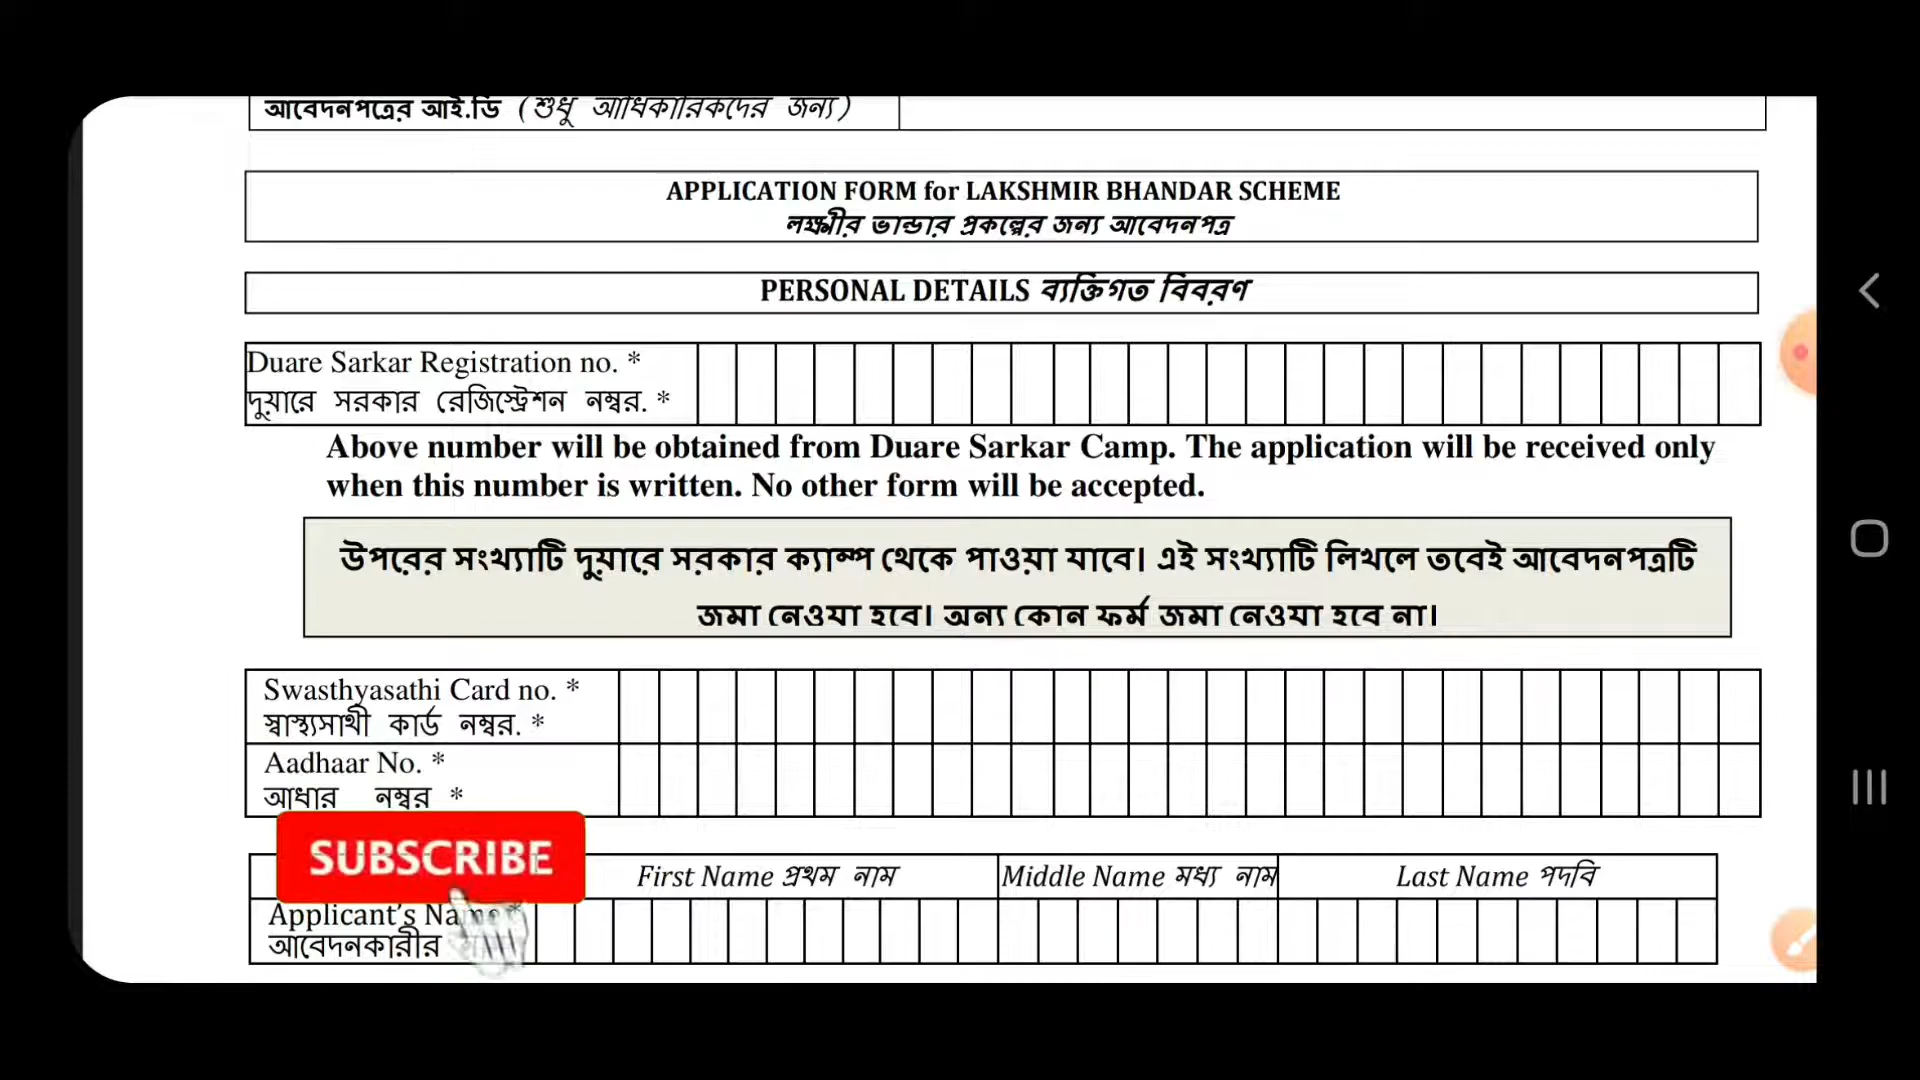 আবেদনপত্রের আই.ডি (শুধু আধিকারিকদের জন্য)
APPLICATION FORM for LAKSHMIR BHANDAR SCHEME
লক্ষ্মীর ভান্ডার প্রকল্পের জন্য আবেদনপত্র
PERSONAL DETAILS ব্যক্তিগত বিবরণ
Duare Sarkar Registration no. *
দুয়ারে সরকার রেজিস্ট্রেশন নম্বর. *
Above number will be obtained from Duare Sarkar Camp. The application will be received only
when this number is written. No other form will be accepted.
উপরের সংখ্যাটি দুয়ারে সরকার ক্যাম্প থেকে পাওয়া যাবে। এই সংখ্যাটি লিখলে তবেই আবেদনপত্রটি
জমা নেওয়া হবে। অন্য কোন ফর্ম জমা নেওয়া হবে না।
Swasthyasathi Card no. *
স্বাস্থ্যসাথী কার্ড নম্বর. *
Aadhaar No. *
আধার নম্বর *
SUBSCRIBE
First Name প্রথম নাম Middle Name মধ্য নাম Last Name পদবি
Applicant's Name *
আবেদনকারীর